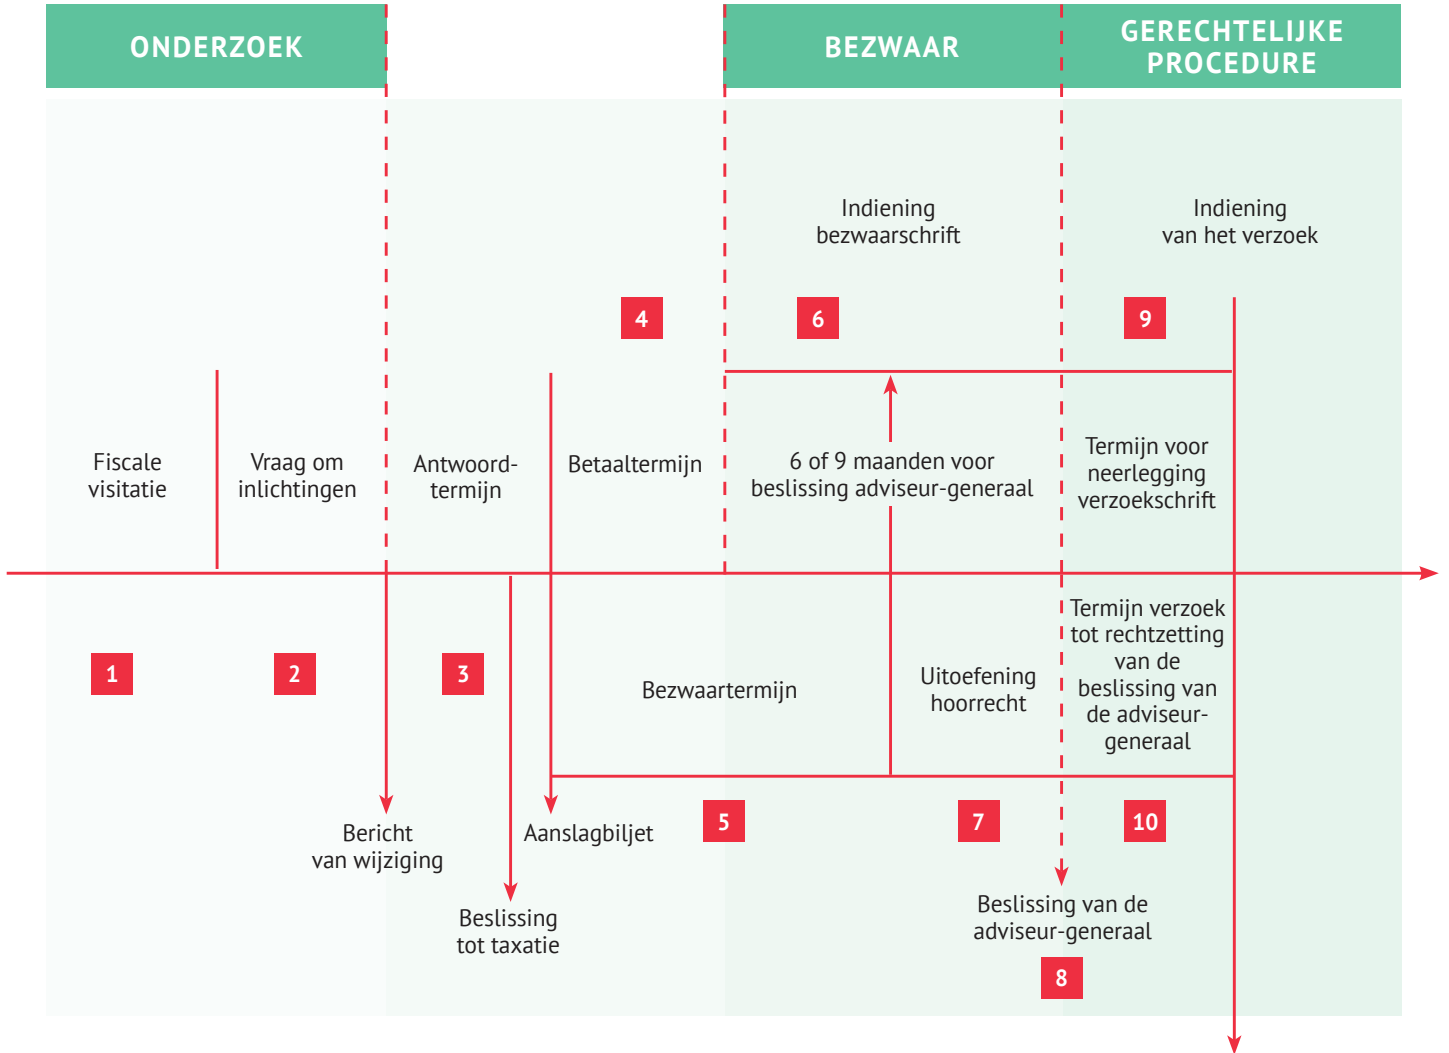 ONDERZOEK
BEZWAAR
GERECHTELIJKE
PROCEDURE
Indiening
bezwaarschrift
Indiening
van het verzoek
4
6
9
Fiscale
visitatie
Vraag om
inlichtingen
Antwoord-
termijn
Betaaltermijn
6 of 9 maanden voor
beslissing adviseur-generaal
Termijn voor
neerlegging
verzoekschrift
1
2
3
Bezwaartermijn
Uitoefening
hoorrecht
Termijn verzoek
tot rechtzetting
van de
beslissing van
de adviseur-
generaal
Bericht
van wijziging
Aanslagbiljet
5
7
10
Beslissing
tot taxatie
Beslissing van de
adviseur-generaal
8